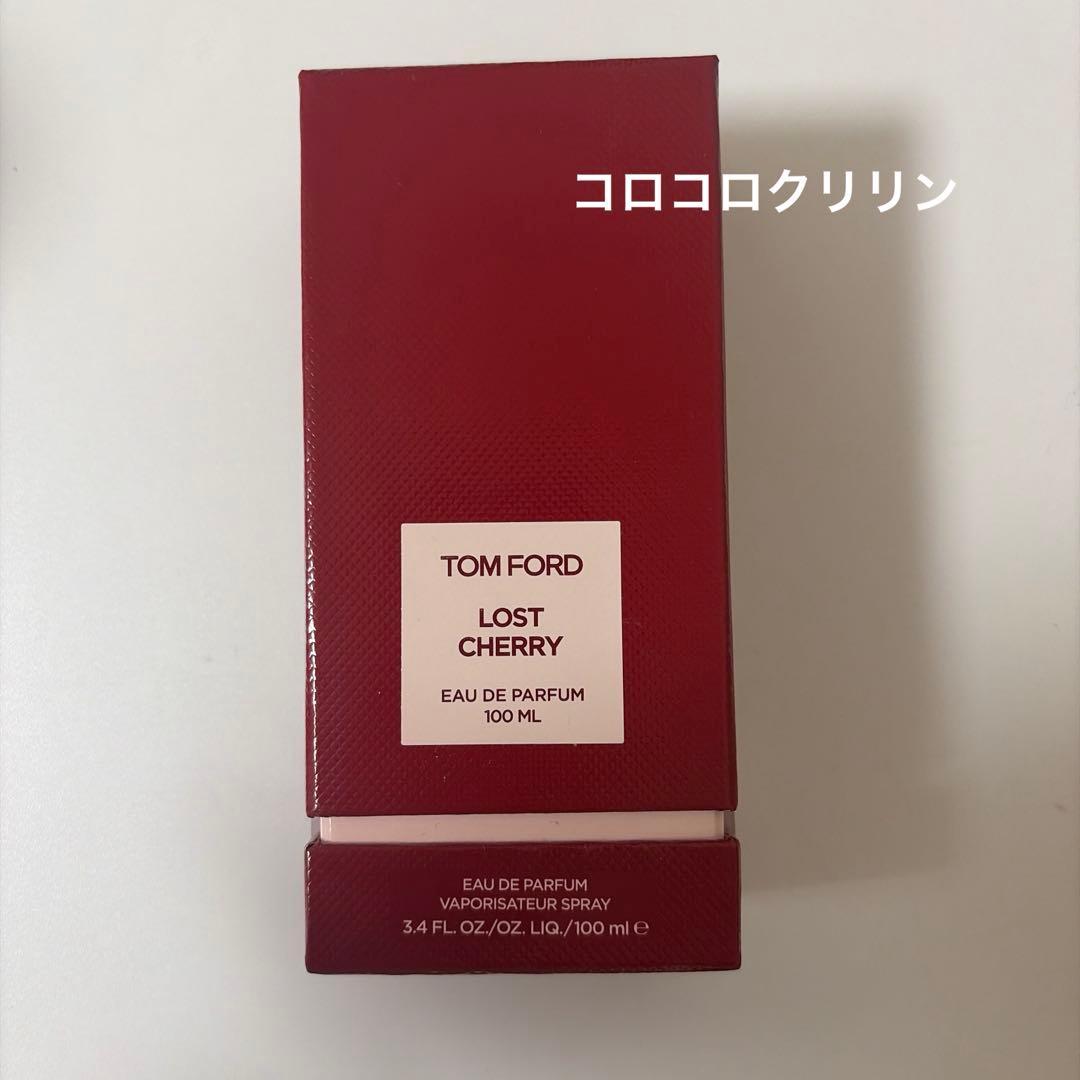 コロコロクリリン
TOM FORD
LOST
CHERRY
EAU DE PARFUM
100 ML
EAU DE PARFUM
VAPORISATEUR SPRAY
3.4 FL. OZ./OZ. LIQ./100 ml ℮